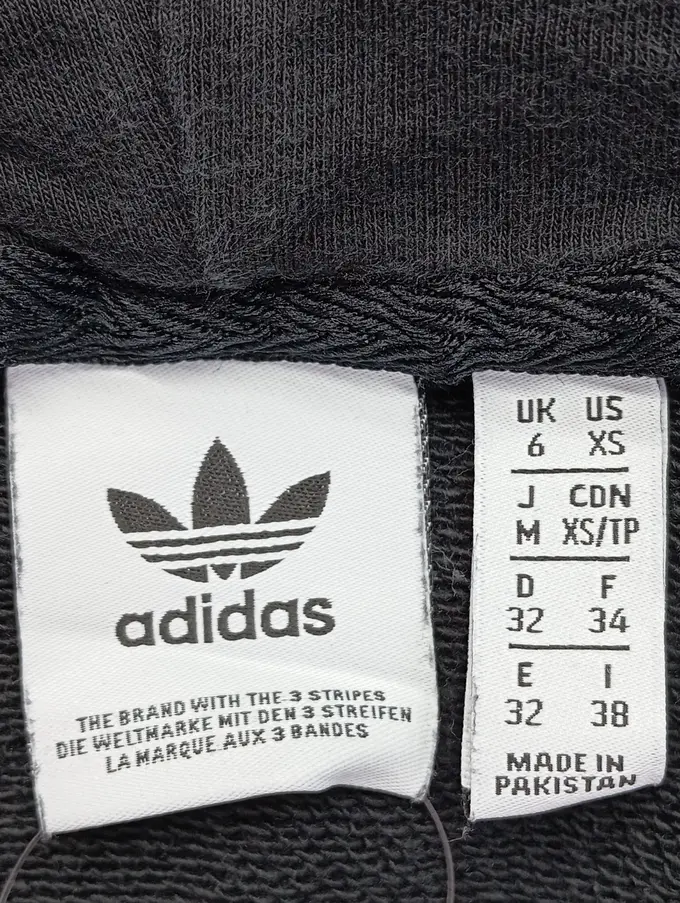 adidas
THE BRAND WITH THE 3 STRIPES
DIE WELTMARKE MIT DEN 3 STREIFEN
LA MARQUE AUX 3 BANDES
UK US
6 XS
J CDN
M XS/TP
D F
32 34
E I
32 38
MADE IN
PAKISTAN